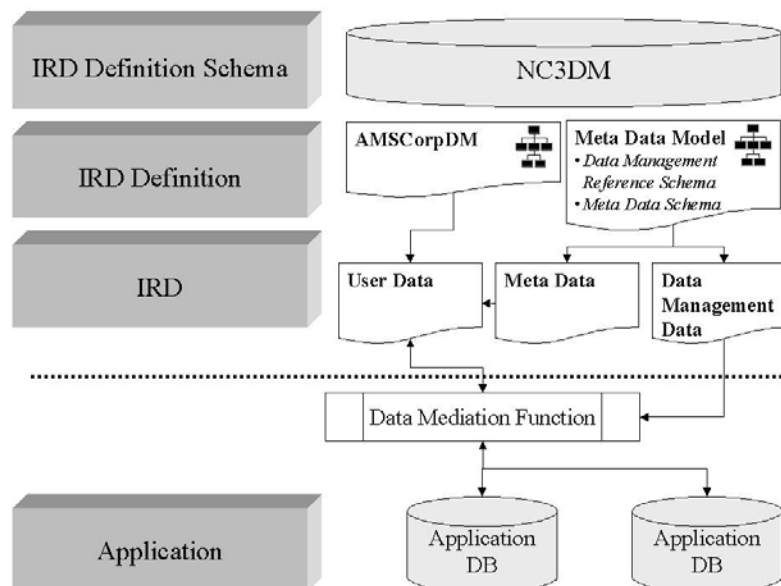 IRD Definition Schema
NC3DM
IRD Definition
AMSCorpDM
Meta Data Model
• Data Management
Reference Schema
• Meta Data Schema
IRD
User Data
Meta Data
Data
Management
Data
Data Mediation Function
Application
Application
DB
Application
DB